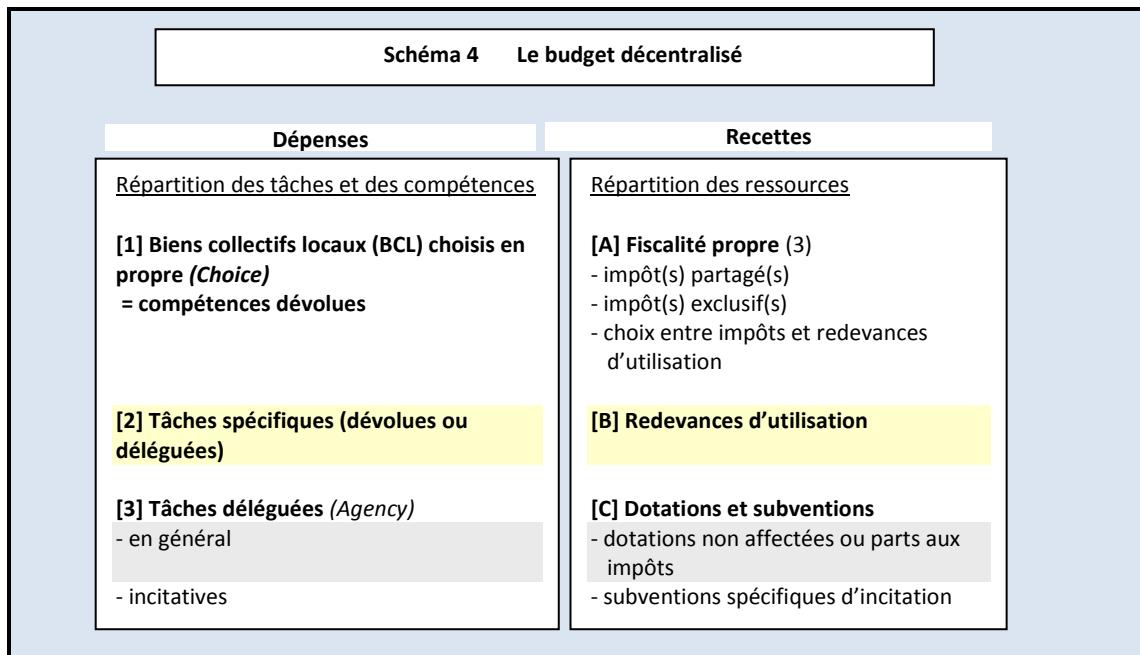 Schéma 4 Le budget décentralisé
Dépenses
Recettes
Répartition des tâches et des compétences
[1] Biens collectifs locaux (BCL) choisis en
propre (Choice)
= compétences dévolues
[2] Tâches spécifiques (dévolues ou
déléguées)
[3] Tâches déléguées (Agency)
- en général
- incitatives
Répartition des ressources
[A] Fiscalité propre (3)
- impôt(s) partagé(s)
- impôt(s) exclusif(s)
- choix entre impôts et redevances
d’utilisation
[B] Redevances d’utilisation
[C] Dotations et subventions
- dotations non affectées ou parts aux
impôts
- subventions spécifiques d’incitation